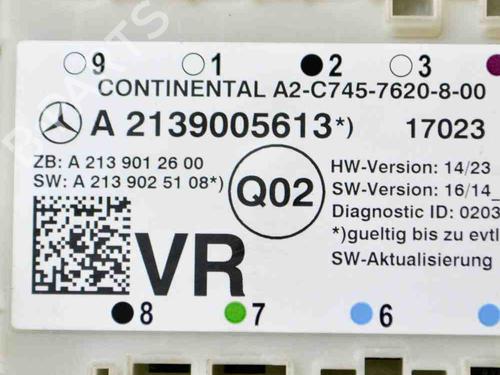 9 1 2 3
CONTINENTAL A2-C745-7620-8-00
A 2139005613*) 17023
ZB: A 213 901 26 00
SW: A 213 902 51 08*)
Q02
HW-Version: 14/23
SW-Version: 16/14_
Diagnostic ID: 0203
*)gueltig bis zu evtl
SW-Aktualisierung
VR
8 7 6